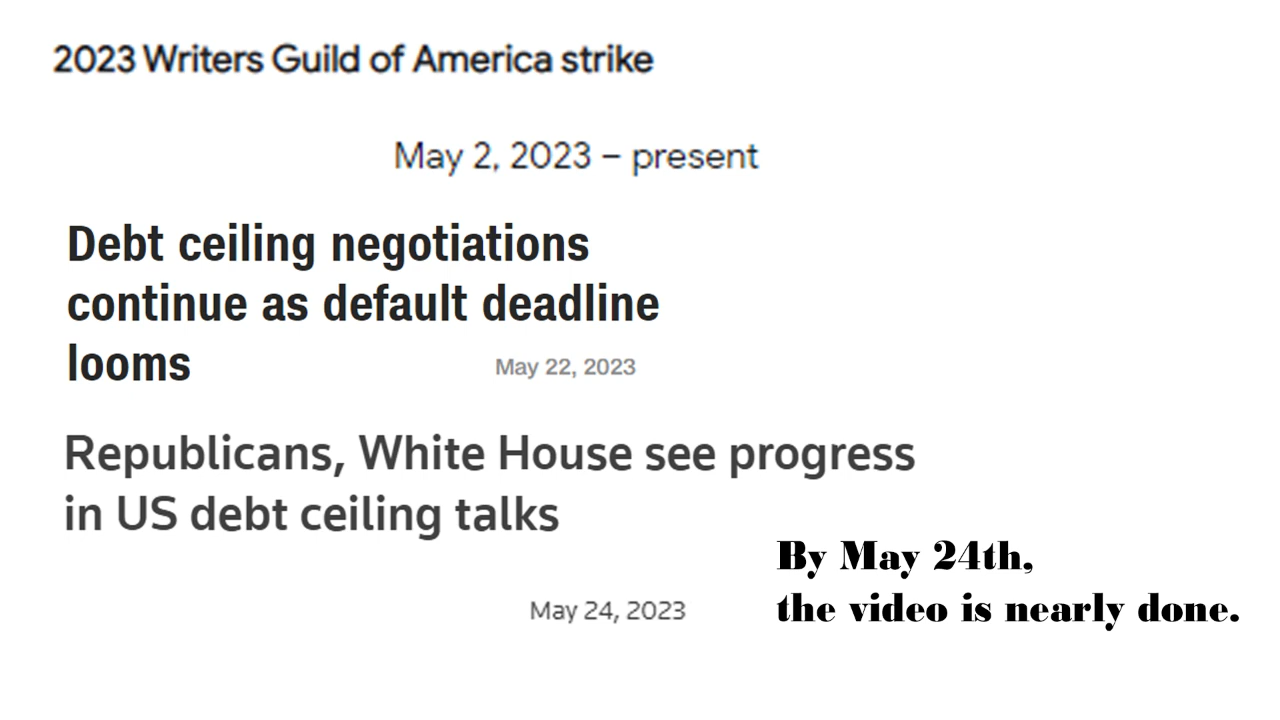 2023 Writers Guild of America strike
May 2, 2023 – present
Debt ceiling negotiations
continue as default deadline
looms
May 22, 2023
Republicans, White House see progress
in US debt ceiling talks
May 24, 2023
By May 24th,
the video is nearly done.